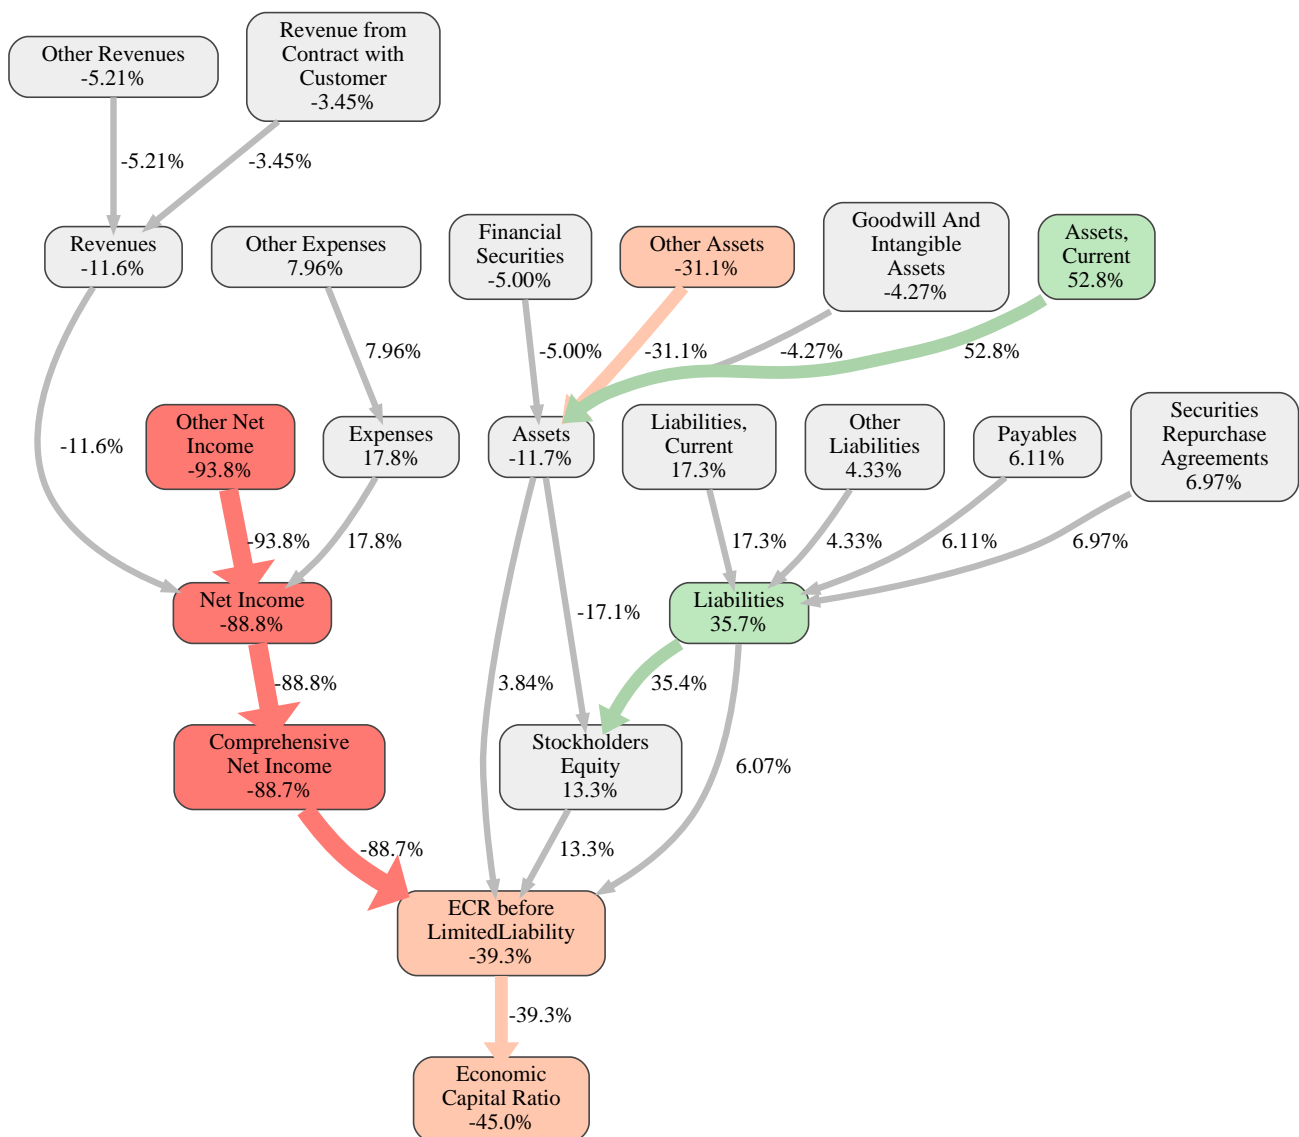 Other Revenues
-5.21%
Revenue from
Contract with
Customer
-3.45%
-5.21%
-3.45%
Revenues
-11.6%
Other Expenses
7.96%
Financial
Securities
-5.00%
Other Assets
-31.1%
Goodwill And
Intangible
Assets
-4.27%
Assets,
Current
52.8%
7.96%
-5.00%
-31.1%
-4.27%
52.8%
-11.6%
Other Net
Income
-93.8%
Expenses
17.8%
Assets
-11.7%
Liabilities,
Current
17.3%
Other
Liabilities
4.33%
Payables
6.11%
Securities
Repurchase
Agreements
6.97%
-93.8%
17.8%
17.3%
4.33%
6.11%
6.97%
Net Income
-88.8%
-17.1%
Liabilities
35.7%
-88.8%
3.84%
35.4%
Comprehensive
Net Income
-88.7%
Stockholders
Equity
13.3%
6.07%
-88.7%
13.3%
ECR before
LimitedLiability
-39.3%
-39.3%
Economic
Capital Ratio
-45.0%